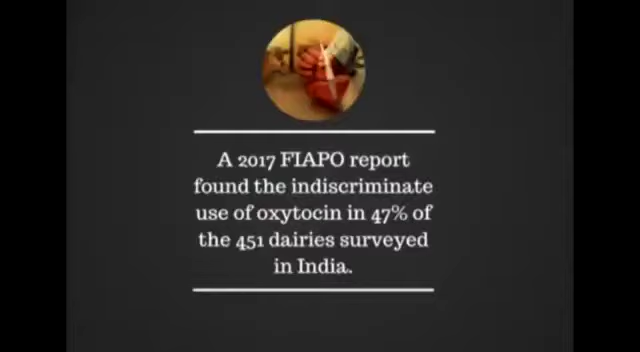 A 2017 FIAPO report
found the indiscriminate
use of oxytocin in 47% of
the 451 dairies surveyed
in India.